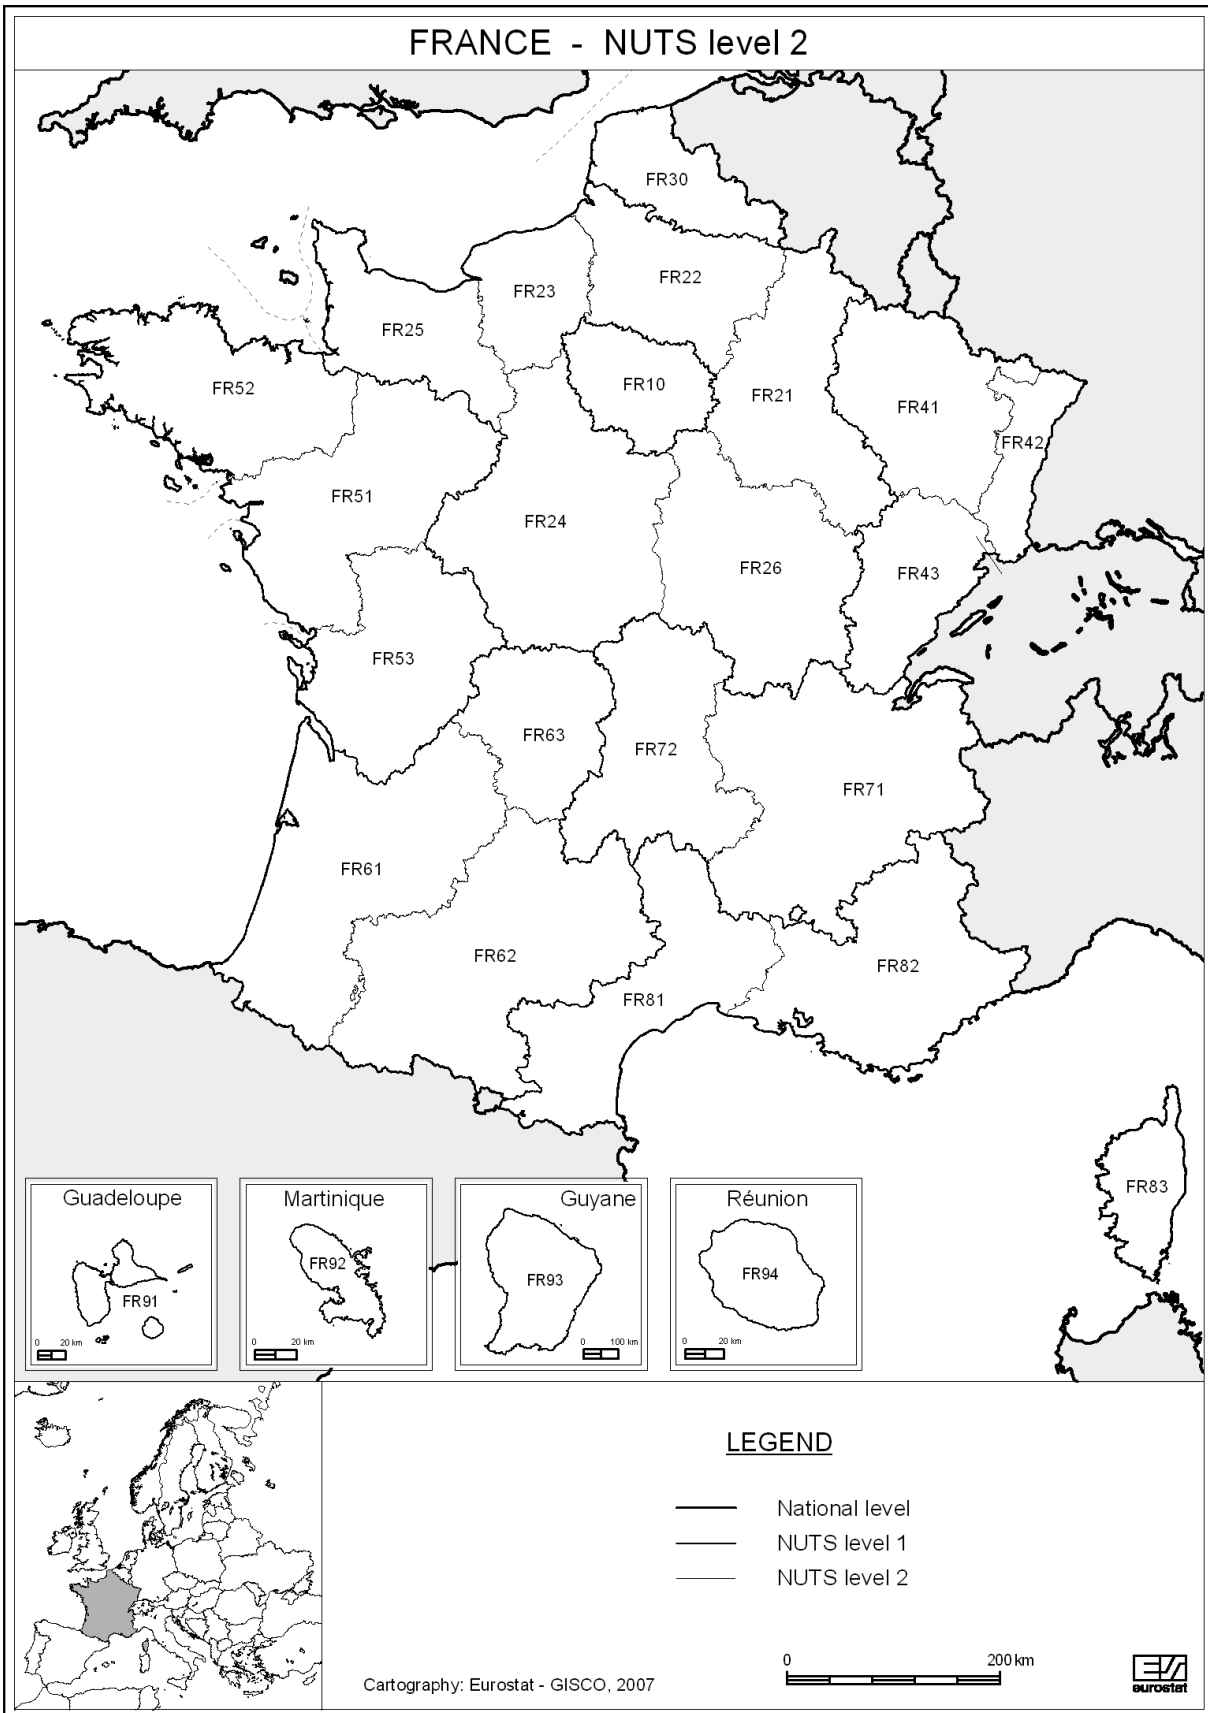 FRANCE - NUTS level 2
FR30
FR22
FR23
FR25
FR10
FR52
FR21
FR41
FR42
FR51
FR24
FR26
FR43
FR53
FR63
FR72
FR71
FR61
FR62
FR82
FR81
FR83
Guadeloupe
FR91
0 20 km
Martinique
FR92
0 20 km
Guyane
FR93
0 100 km
Réunion
FR94
0 20 km
LEGEND
National level
NUTS level 1
NUTS level 2
0 200 km
Cartography: Eurostat - GISCO, 2007
eurostat